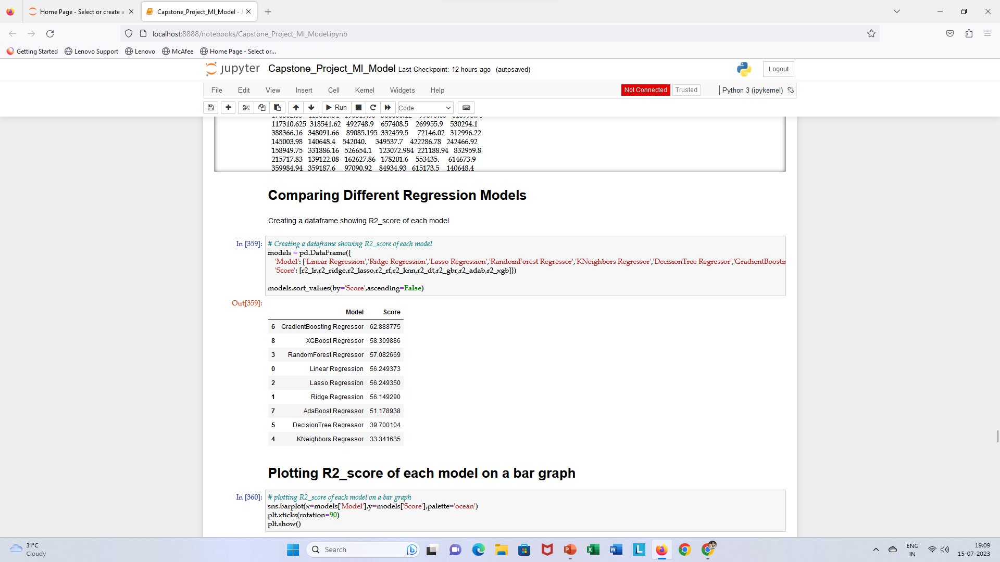 Home Page - Select or create a
Capstone_Project_Ml_Model - J
localhost:8888/notebooks/Capstone_Project_Ml_Model.ipynb
Getting Started Lenovo Support Lenovo McAfee Home Page - Select or...
jupyter Capstone_Project_Ml_Model Last Checkpoint: 12 hours ago (autosaved) Logout
File Edit View Insert Cell Kernel Widgets Help Not Connected Trusted Python 3 (ipykernel)
Run Code
117310.625 318541.62 492748.9 657408.5 269955.9 530294.1
388366.16 348091.66 89085.195 332459.5 72146.02 312996.22
145003.98 140648.4 542040. 349537.7 422286.78 242466.92
158949.75 331886.16 526654.1 123072.984 221188.94 832959.8
215717.83 139122.08 162627.86 178201.6 553435. 614673.9
359984.94 359187.6 97090.92 84934.93 615173.5 140648.4
Comparing Different Regression Models
Creating a dataframe showing R2_score of each model
In [359]: # Creating a dataframe showing R2_score of each model
models = pd.DataFrame({
'Model': ['Linear Regression','Ridge Regression','Lasso Regression','RandomForest Regressor','KNeighbors Regressor','DecisionTree Regressor','GradientBoostin
'Score': [r2_lr,r2_ridge,r2_lasso,r2_rf,r2_knn,r2_dt,r2_gbr,r2_adab,r2_xgb]})
models.sort_values(by='Score',ascending=False)
Out[359]:
Model Score
6 GradientBoosting Regressor 62.888775
8 XGBoost Regressor 58.309886
3 RandomForest Regressor 57.082669
0 Linear Regression 56.249373
2 Lasso Regression 56.249350
1 Ridge Regression 56.149290
7 AdaBoost Regressor 51.178938
5 DecisionTree Regressor 39.700104
4 KNeighbors Regressor 33.341635
Plotting R2_score of each model on a bar graph
In [360]: # plotting R2_score of each model on a bar graph
sns.barplot(x=models['Model'],y=models['Score'],palette='ocean')
plt.xticks(rotation=90)
plt.show()
31°C
Cloudy
Search
ENG
IN
19:09
15-07-2023